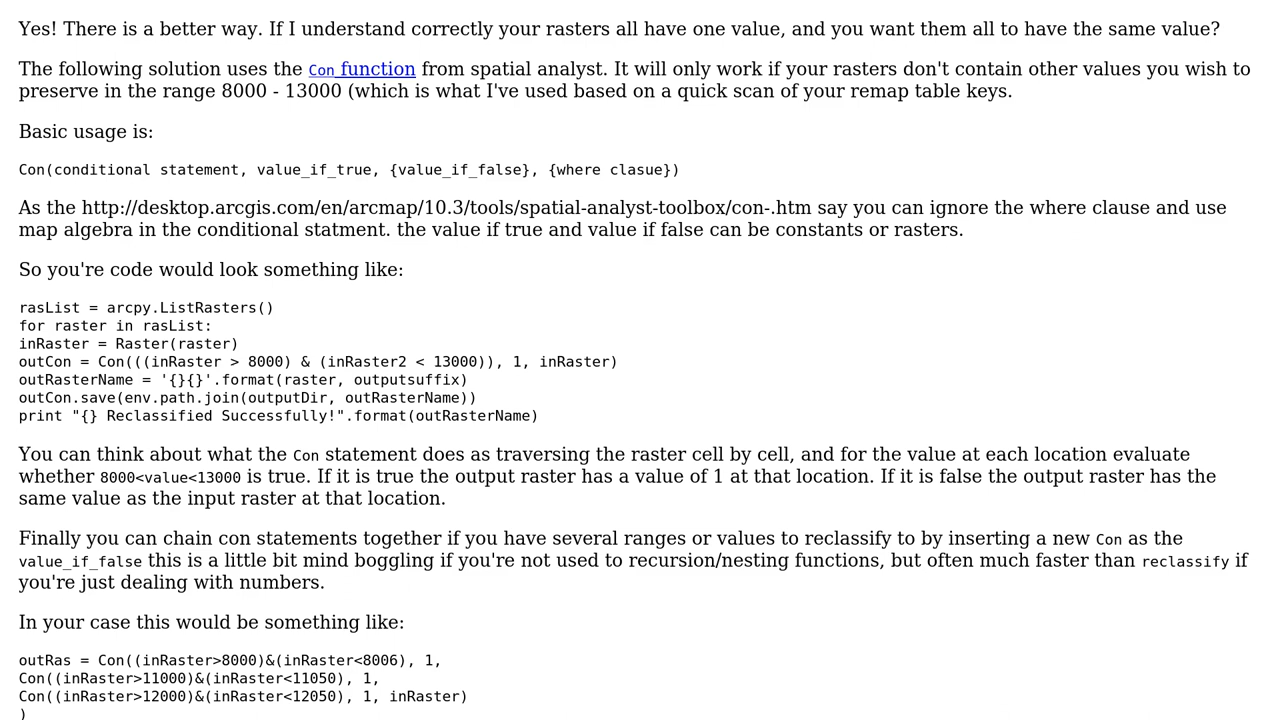 Yes! There is a better way. If I understand correctly your rasters all have one value, and you want them all to have the same value?
The following solution uses the Con function from spatial analyst. It will only work if your rasters don't contain other values you wish to
preserve in the range 8000 - 13000 (which is what I've used based on a quick scan of your remap table keys.
Basic usage is:
Con(conditional statement, value_if_true, {value_if_false}, {where clasue})
As the http://desktop.arcgis.com/en/arcmap/10.3/tools/spatial-analyst-toolbox/con-.htm say you can ignore the where clause and use
map algebra in the conditional statment. the value if true and value if false can be constants or rasters.
So you're code would look something like:
rasList = arcpy.ListRasters()
for raster in rasList:
inRaster = Raster(raster)
outCon = Con(((inRaster > 8000) & (inRaster2 < 13000)), 1, inRaster)
outRasterName = '{}{}'.format(raster, outputsuffix)
outCon.save(env.path.join(outputDir, outRasterName))
print "{} Reclassified Successfully!".format(outRasterName)
You can think about what the Con statement does as traversing the raster cell by cell, and for the value at each location evaluate
whether 8000<value<13000 is true. If it is true the output raster has a value of 1 at that location. If it is false the output raster has the
same value as the input raster at that location.
Finally you can chain con statements together if you have several ranges or values to reclassify to by inserting a new Con as the
value_if_false this is a little bit mind boggling if you're not used to recursion/nesting functions, but often much faster than reclassify if
you're just dealing with numbers.
In your case this would be something like:
outRas = Con((inRaster>8000)&(inRaster<8006), 1,
Con((inRaster>11000)&(inRaster<11050), 1,
Con((inRaster>12000)&(inRaster<12050), 1, inRaster)
)